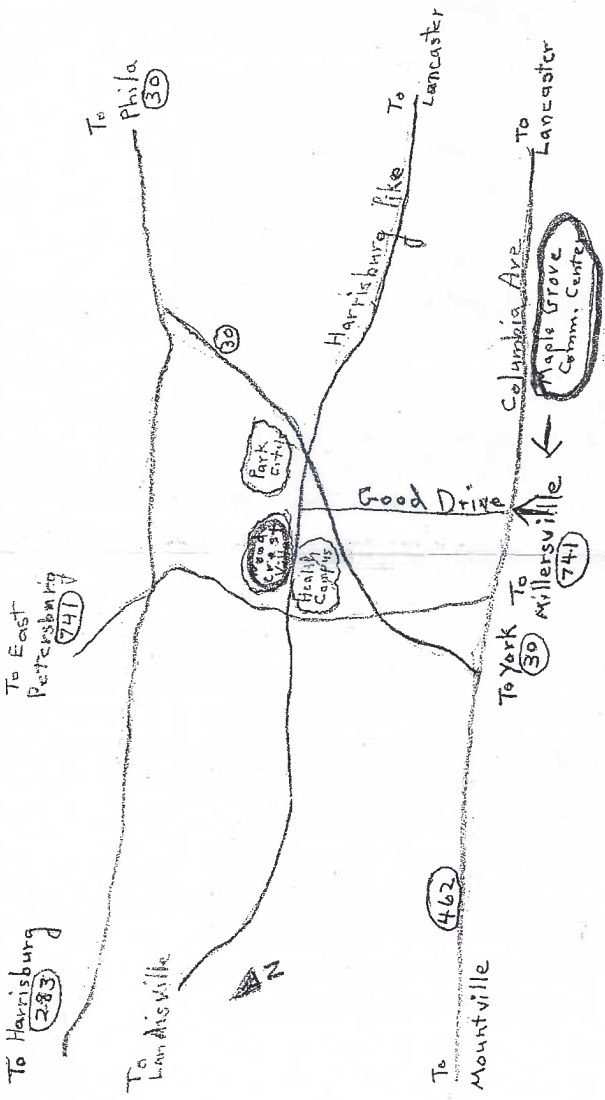 To Harrisburg
283
To East
Petersburg
741
To
Phila
30
To
Landisville
N
30
Park
City
Wood
crest
Villa
Health
Campus
Harrisburg Pike
To
Lancaster
Good Drive
To
Mountville
462
To York
30
To
Millersville
741
Columbia Ave
To
Lancaster
Maple Grove
Comm. Center